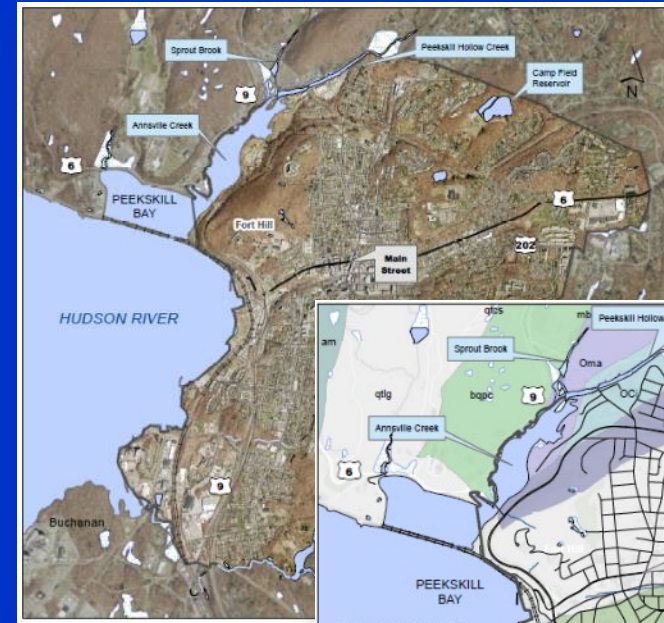 Sprout Brook
Peekskill Hollow Creek
9
Camp Field
Reservoir
N
Annsville Creek
6
PEEKSKILL
BAY
6
Fort Hill
202
Main
Street
HUDSON RIVER
9
Buchanan
Peekskill Hollow
Sprout Brook
Oma
am
9
OC
qtlg
bqpc
Annsville Creek
6
PEEKSKILL
BAY